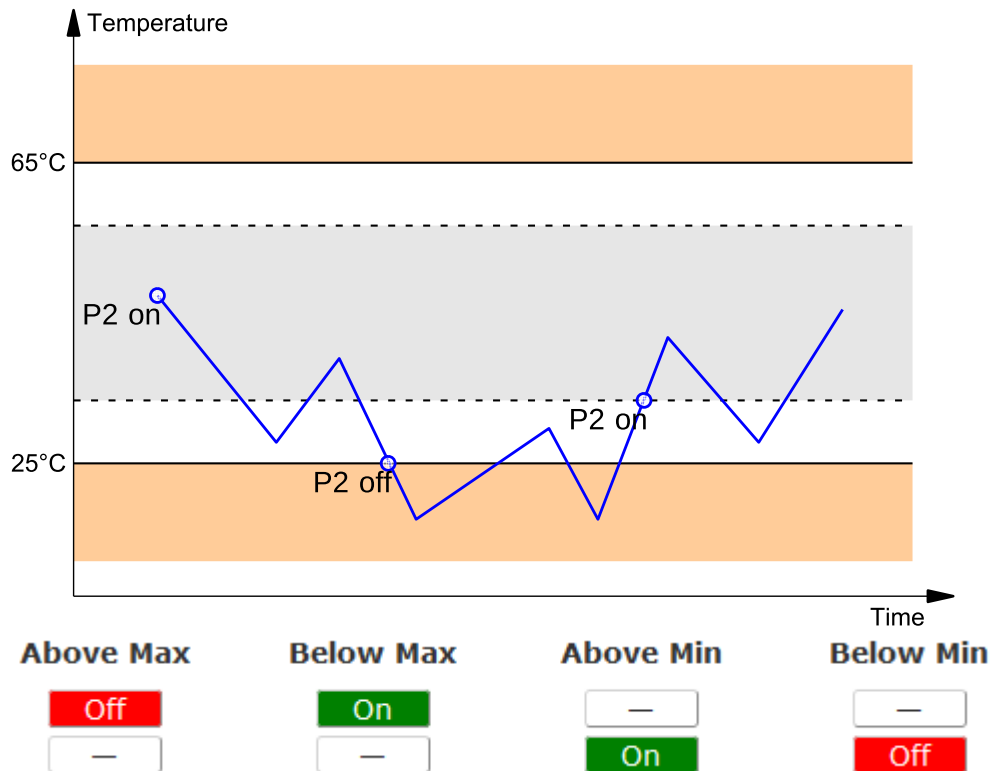 Temperature
65°C
P2 on
P2 on
25°C
P2 off
Time
Above Max Below Max Above Min Below Min
Off On — —
— — On Off